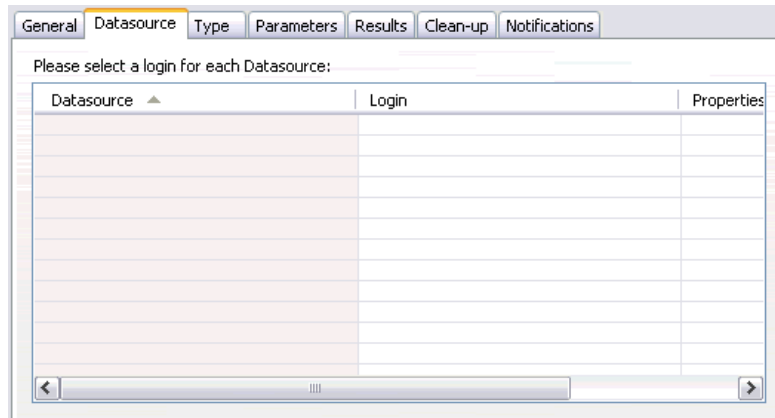 General Datasource Type Parameters Results Clean-up Notifications
Please select a login for each Datasource:
Datasource Login Properties